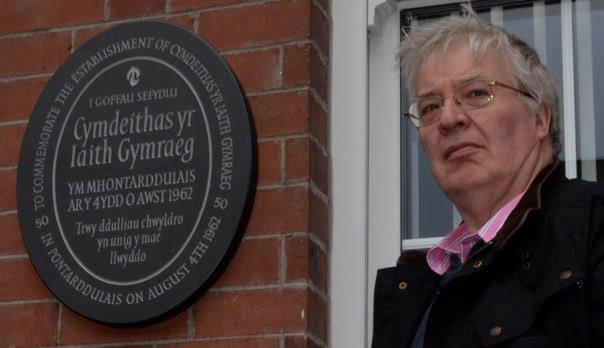 TO COMMEMORATE THE ESTABLISHMENT OF CYMDEITHAS YR IAITH GYMRAEG
I GOFFÁU SEFYDLU
Cymdeithas yr
Iaith Gymraeg
YM MHONTARDDULAIS
AR Y 4YDD O AWST 1962
Trwy ddulliau chwyldro
yn unig y mae
llwyddo
50
50
IN PONTARDDULAIS ON AUGUST 4TH 1962